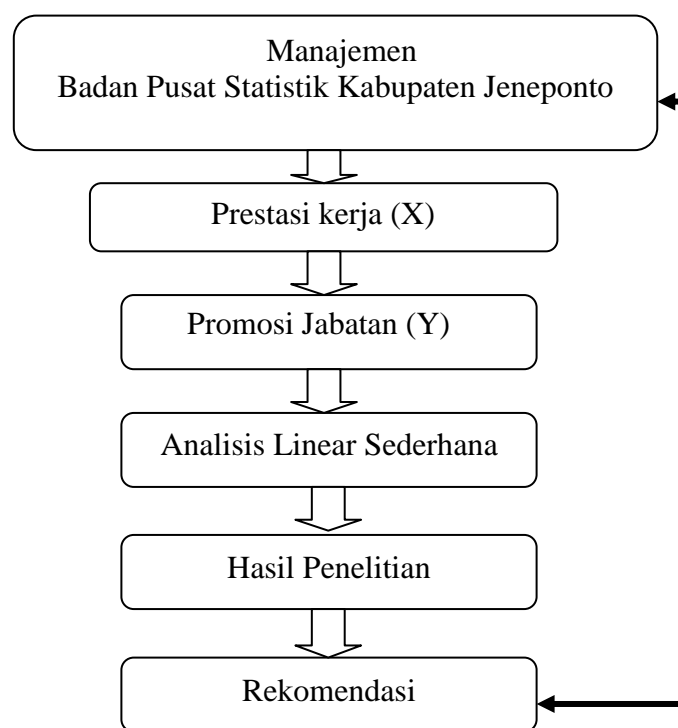 Manajemen
Badan Pusat Statistik Kabupaten Jeneponto
Prestasi kerja (X)
Promosi Jabatan (Y)
Analisis Linear Sederhana
Hasil Penelitian
Rekomendasi